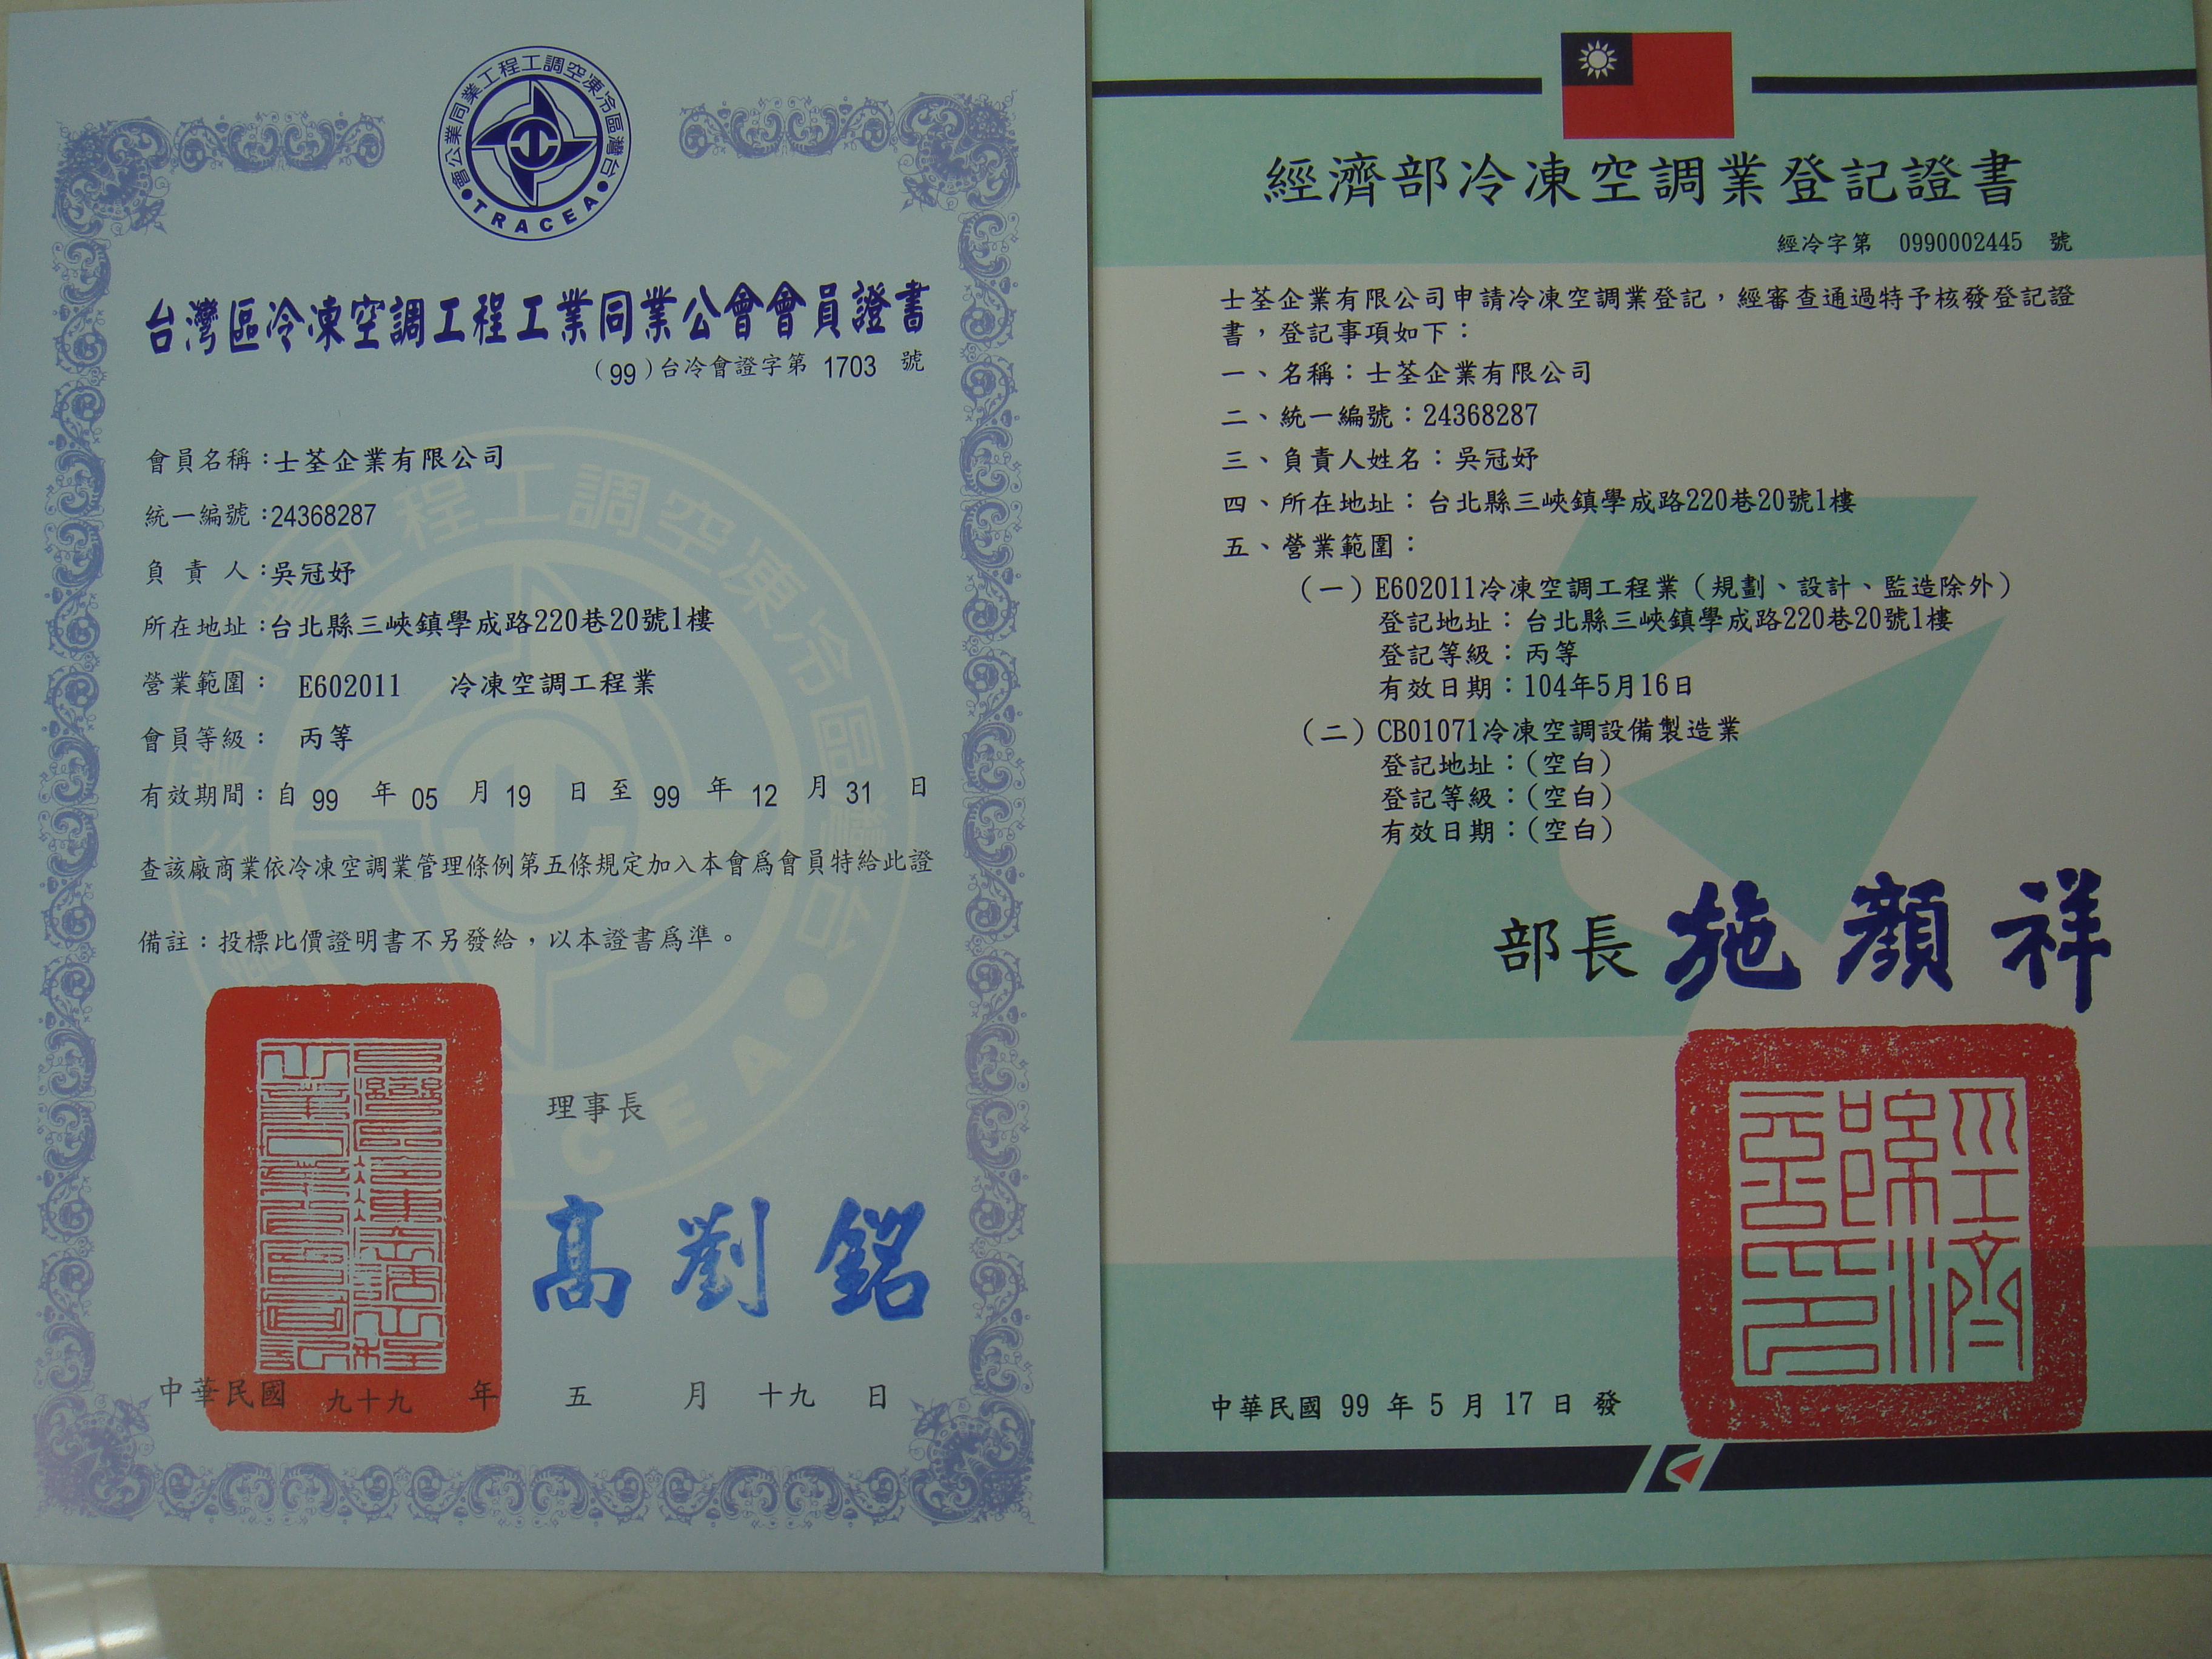 會公業同業工程工調空凍冷區灣台
TRACEA
台灣區冷凍空調工程工業同業公會會員證書
（99）台冷會證字第 1703 號
會員名稱：士荃企業有限公司
統一編號：24368287
負責人：吳冠妤
所在地址：台北縣三峽鎮學成路220巷20號1樓
營業範圍： E602011 冷凍空調工程業
會員等級： 丙等
有效期間：自 99 年 05 月 19 日 至 99 年 12 月 31 日
查該廠商業依冷凍空調業管理條例第五條規定加入本會爲會員特給此證
備註：投標比價證明書不另發給，以本證書爲準。
理事長
高劉銘
中華民國 九十九 年 五 月 十九 日
經濟部冷凍空調業登記證書
經冷字第 0990002445 號
士荃企業有限公司申請冷凍空調業登記，經審查通過特予核發登記證
書，登記事項如下：
一、名稱：士荃企業有限公司
二、統一編號：24368287
三、負責人姓名：吳冠妤
四、所在地址：台北縣三峽鎮學成路220巷20號1樓
五、營業範圍：
（一）E602011冷凍空調工程業（規劃、設計、監造除外）
登記地址：台北縣三峽鎮學成路220巷20號1樓
登記等級：丙等
有效日期：104年5月16日
（二）CB01071冷凍空調設備製造業
登記地址：(空白)
登記等級：(空白)
有效日期：(空白)
部長 施顏祥
經濟部印
中華民國 99 年 5 月 17 日 發